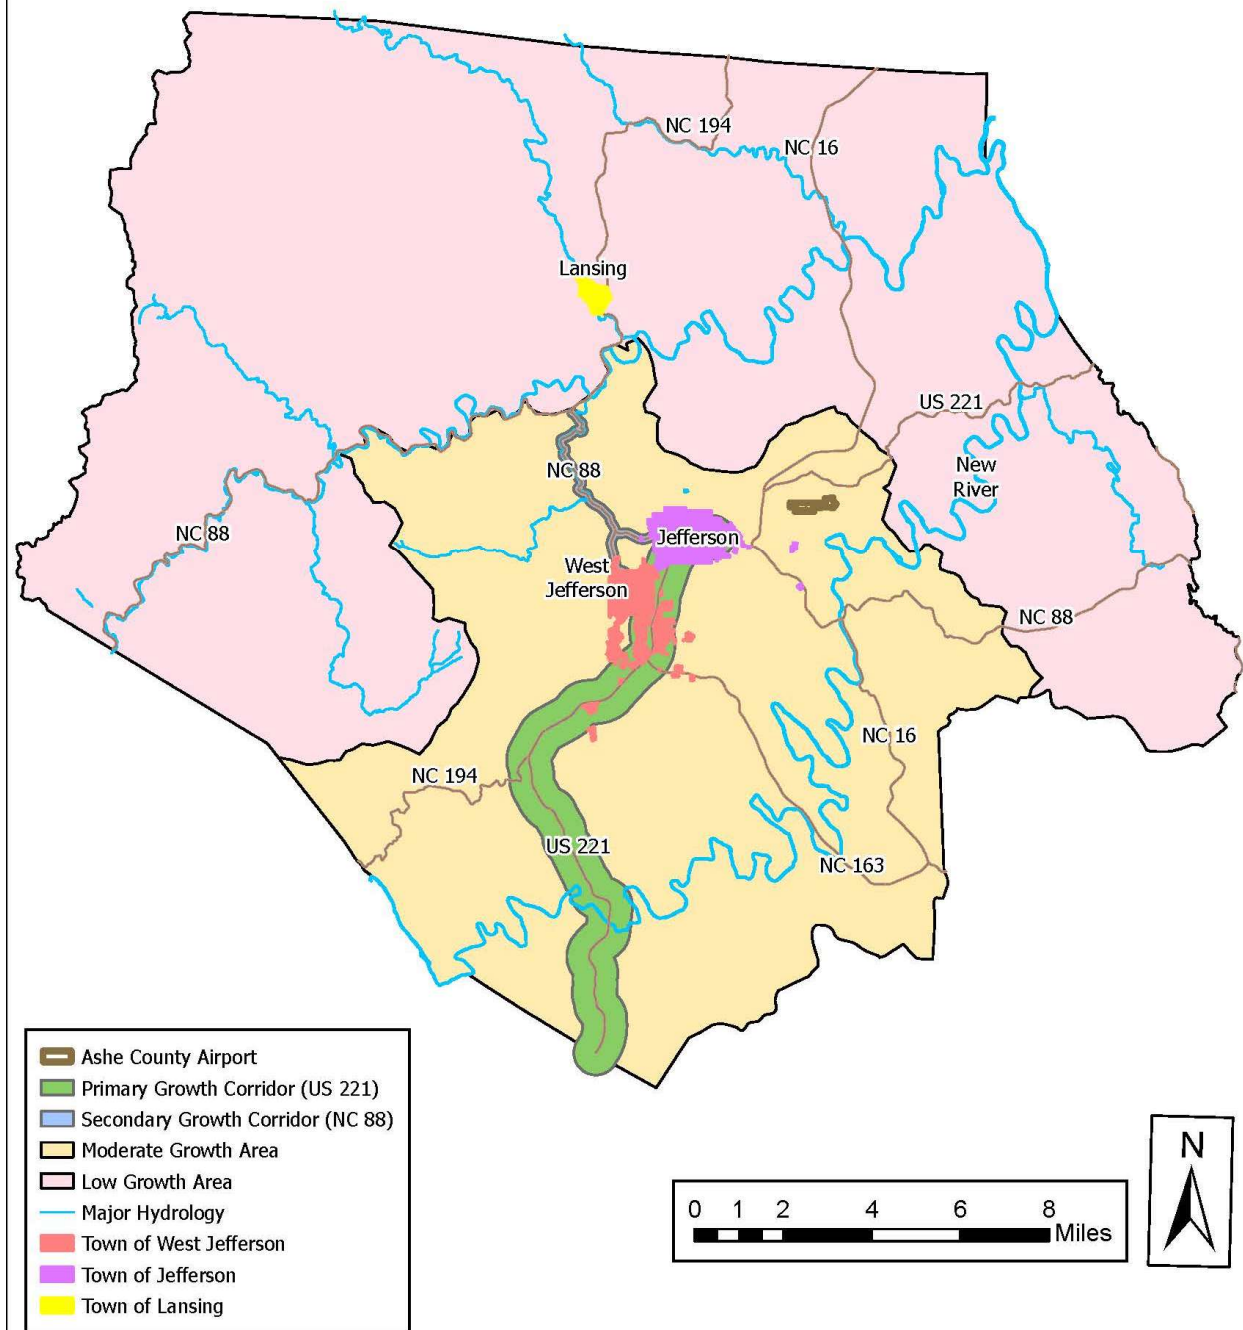 NC 194
NC 16
Lansing
US 221
New
River
NC 88
NC 88
Jefferson
West
Jefferson
NC 88
NC 16
NC 194
US 221
NC 163
Ashe County Airport
Primary Growth Corridor (US 221)
Secondary Growth Corridor (NC 88)
Moderate Growth Area
Low Growth Area
Major Hydrology
Town of West Jefferson
Town of Jefferson
Town of Lansing
0 1 2 4 6 8
Miles
N